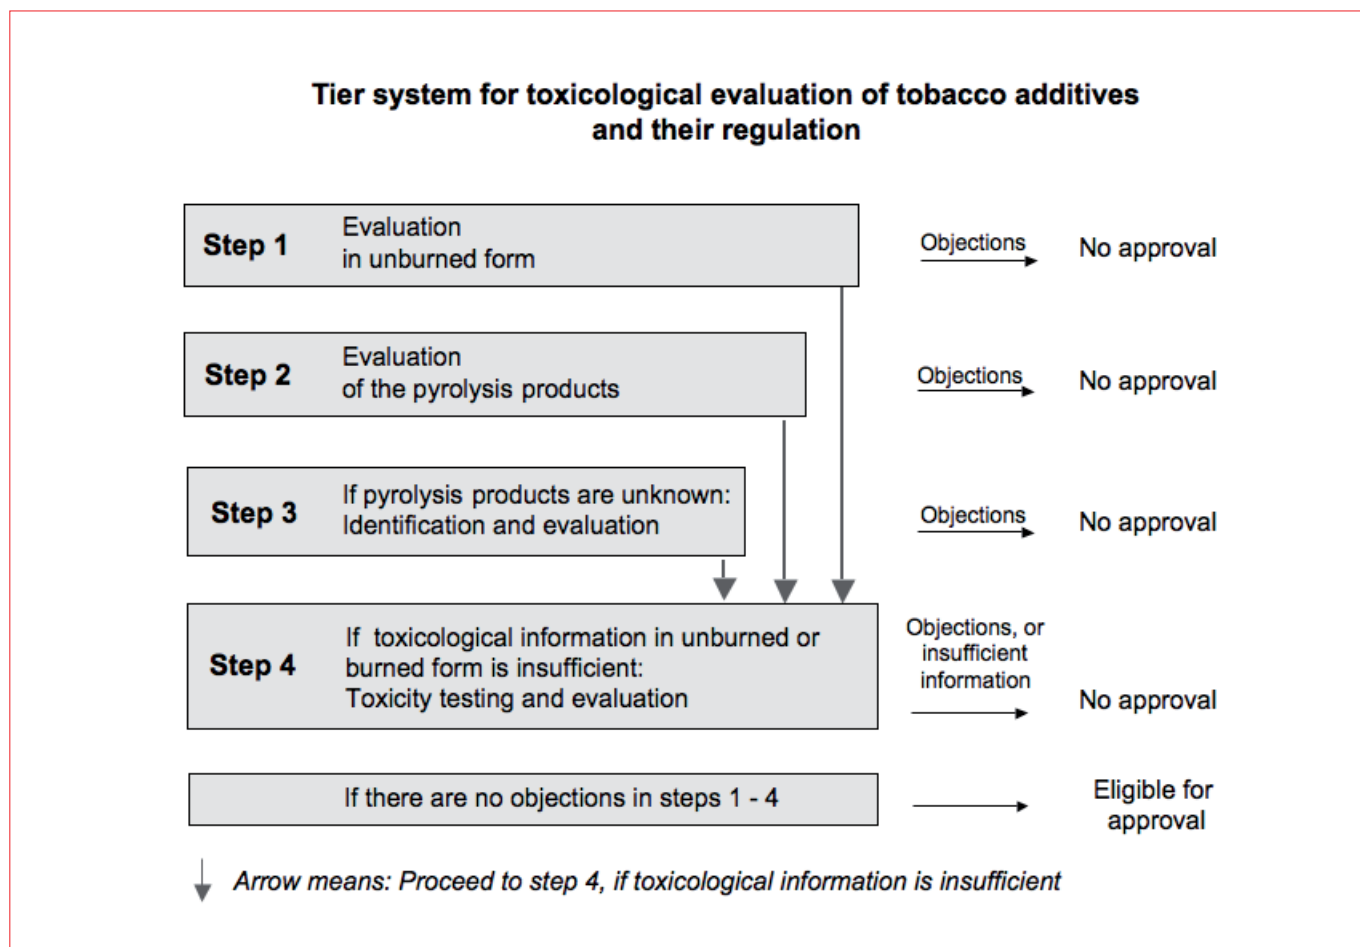 Tier system for toxicological evaluation of tobacco additives
and their regulation
Step 1
Evaluation
in unburned form
Objections
No approval
Step 2
Evaluation
of the pyrolysis products
Objections
No approval
Step 3
If pyrolysis products are unknown:
Identification and evaluation
Objections
No approval
Step 4
If toxicological information in unburned or
burned form is insufficient:
Toxicity testing and evaluation
Objections, or
insufficient
information
No approval
If there are no objections in steps 1 - 4
Eligible for
approval
Arrow means: Proceed to step 4, if toxicological information is insufficient